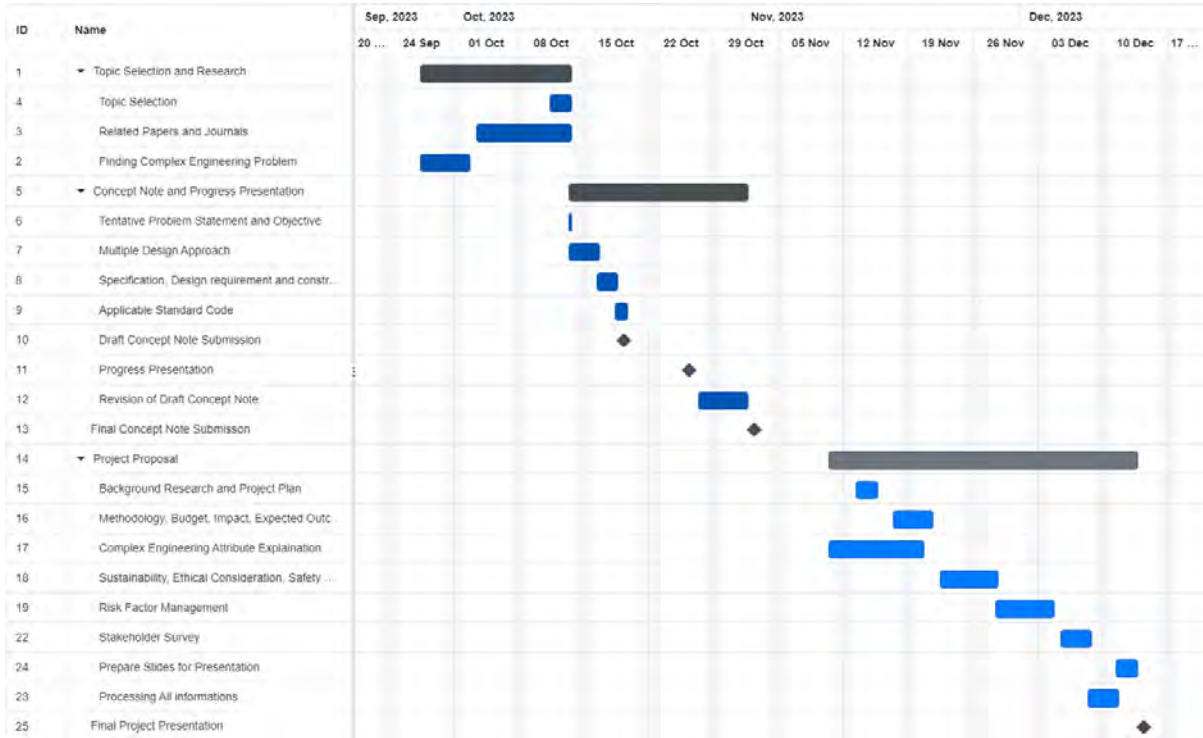 Sep, 2023 Oct, 2023 Nov, 2023 Dec, 2023
ID Name
20 ... 24 Sep 01 Oct 08 Oct 15 Oct 22 Oct 29 Oct 05 Nov 12 Nov 19 Nov 26 Nov 03 Dec 10 Dec 17 ...
1 Topic Selection and Research
4 Topic Selection
3 Related Papers and Journals
2 Finding Complex Engineering Problem
5 Concept Note and Progress Presentation
6 Tentative Problem Statement and Objective
7 Multiple Design Approach
8 Specification, Design requirement and constr...
9 Applicable Standard Code
10 Draft Concept Note Submission
11 Progress Presentation
12 Revision of Draft Concept Note
13 Final Concept Note Submisson
14 Project Proposal
15 Background Research and Project Plan
16 Methodology, Budget, Impact, Expected Outc...
17 Complex Engineering Attribute Explaination
18 Sustainability, Ethical Consideration, Safety ...
19 Risk Factor Management
22 Stakeholder Survey
24 Prepare Slides for Presentation
23 Processing All informations
25 Final Project Presentation